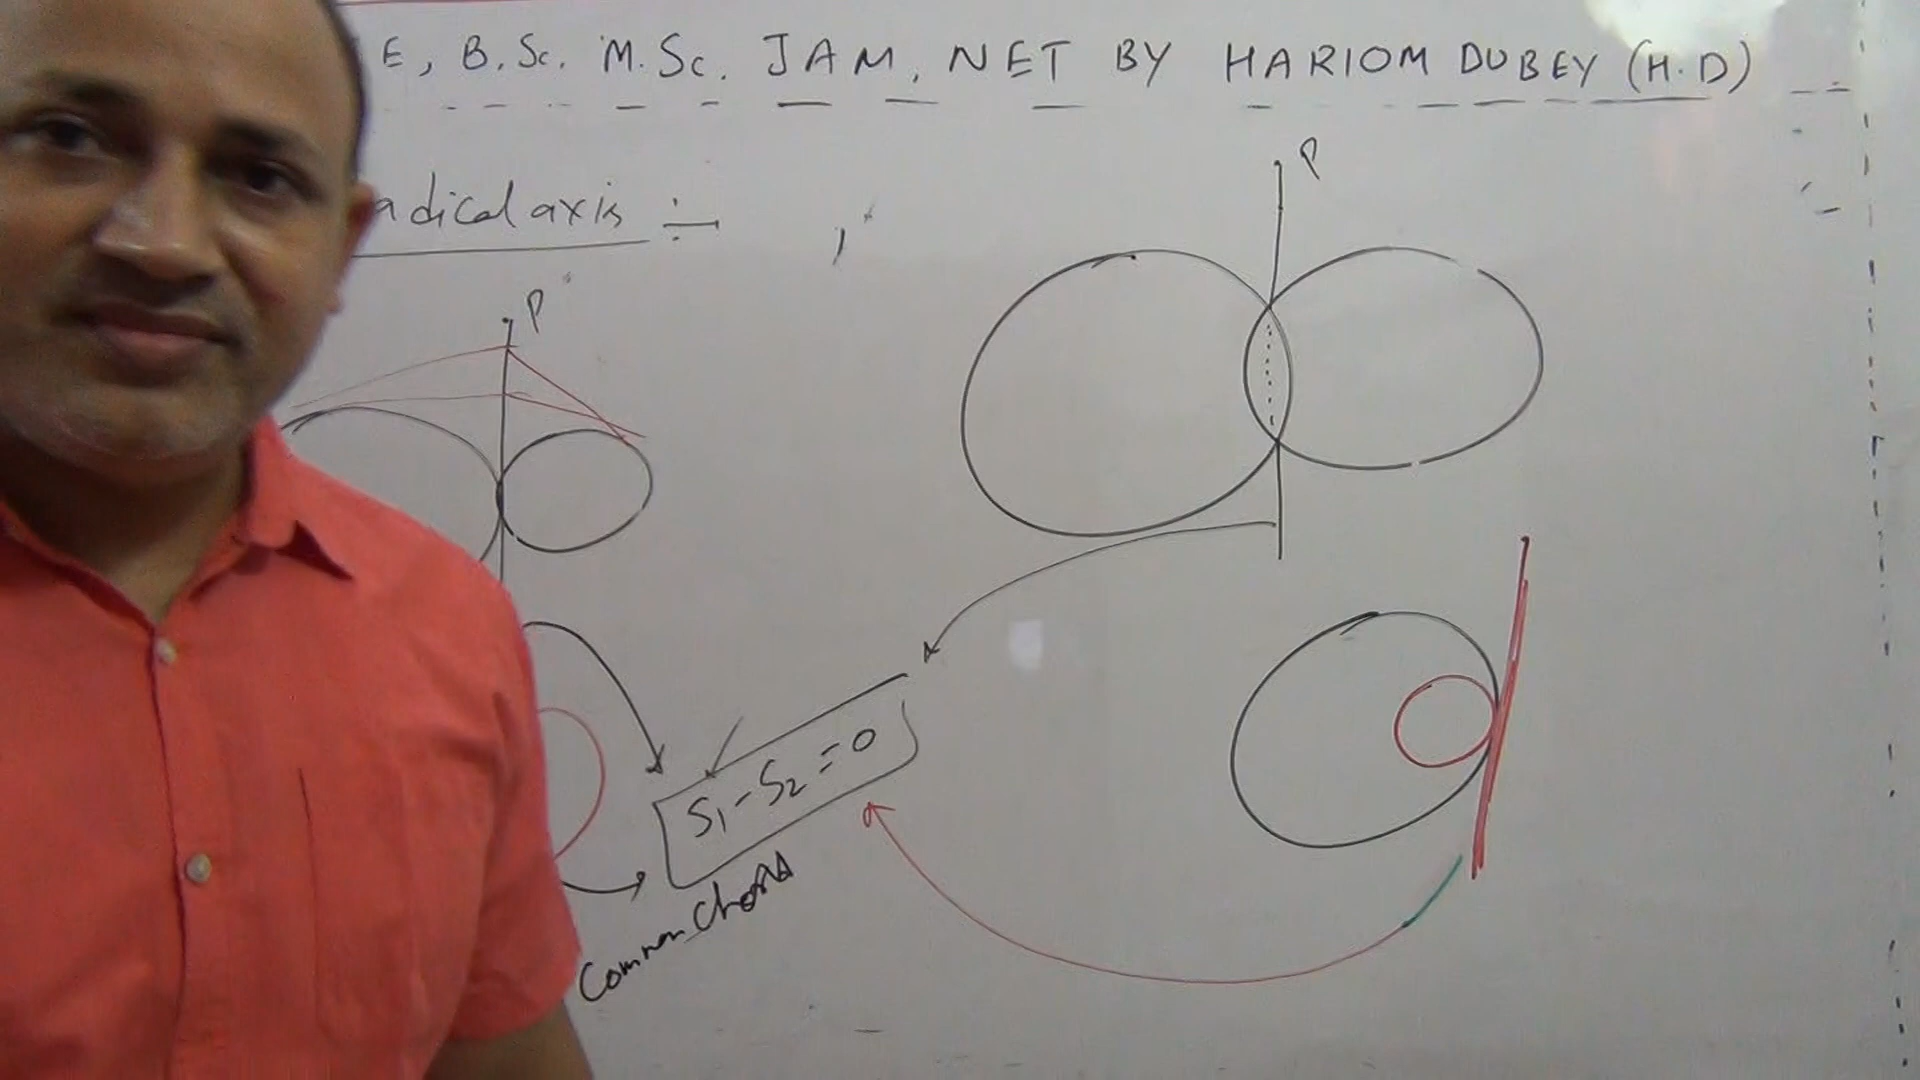 E, B.Sc. M.Sc. JAM, NET BY HARIOM DUBEY (H.D)
adical axis :-
P
P
S1 - S2 = 0
Common Chord